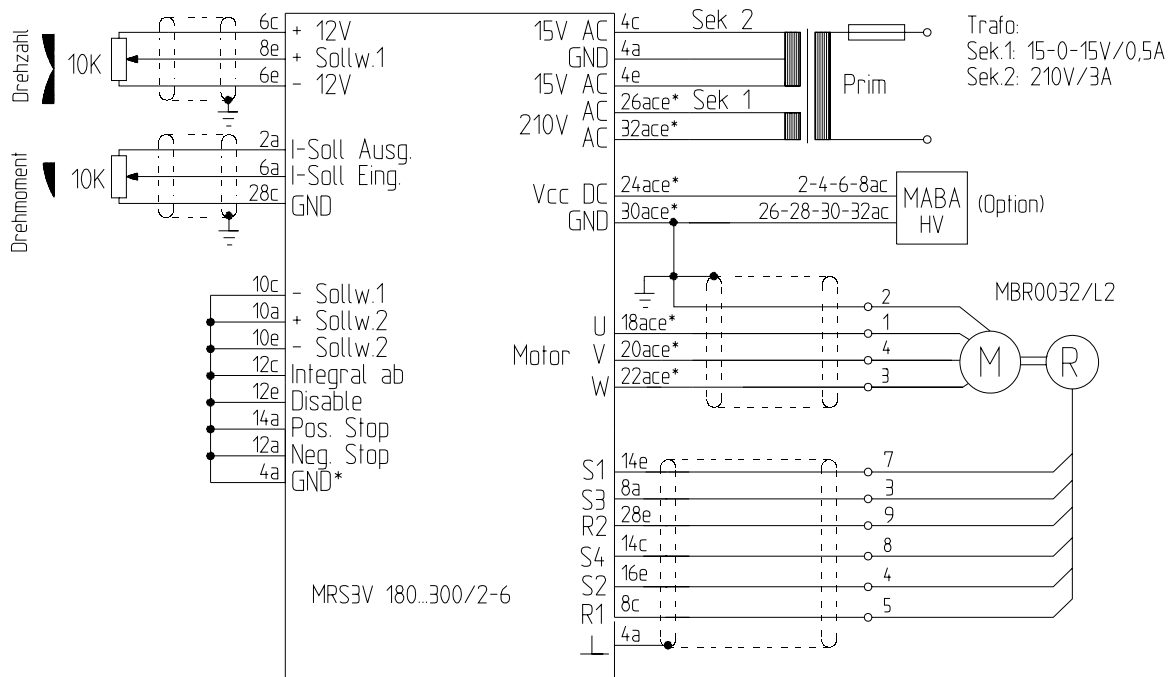 Drehzahl
10K
6c + 12V
8e + Sollw.1
6e - 12V
Drehmoment
10K
2a I-Soll Ausg.
6a I-Soll Eing.
28c GND
10c - Sollw.1
10a + Sollw.2
10e - Sollw.2
12c Integral ab
12e Disable
14a Pos. Stop
12a Neg. Stop
4a GND*
MRS3V 180...300/2-6
15V AC 4c Sek 2
GND 4a
15V AC 4e
AC 26ace* Sek 1
210V
AC 32ace*
Prim
Trafo:
Sek.1: 15-0-15V/0,5A
Sek.2: 210V/3A
Vcc DC 24ace* 2-4-6-8ac
GND 30ace* 26-28-30-32ac
MABA
HV
(Option)
2
MBR0032/L2
U 18ace* 1
Motor V 20ace* 4
W 22ace* 3
M
R
S1 14e 7
S3 8a 3
R2 28e 9
S4 14c 8
S2 16e 4
R1 8c 5
4a